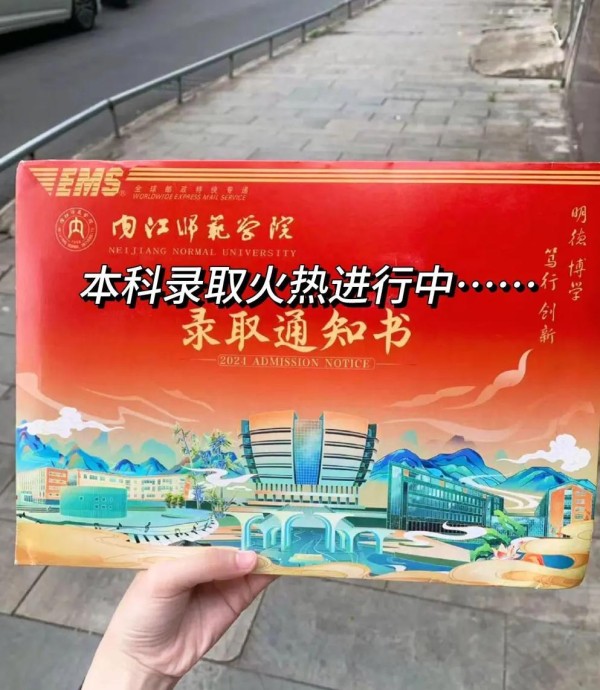 EMS
全球邮政特快专递
WORLDWIDE EXPRESS MAIL SERVICE
内江师范学院
NEIJIANG NORMAL UNIVERSITY
明德 博学
笃行 创新
本科录取火热进行中……
录取通知书
2024 ADMISSION NOTICE